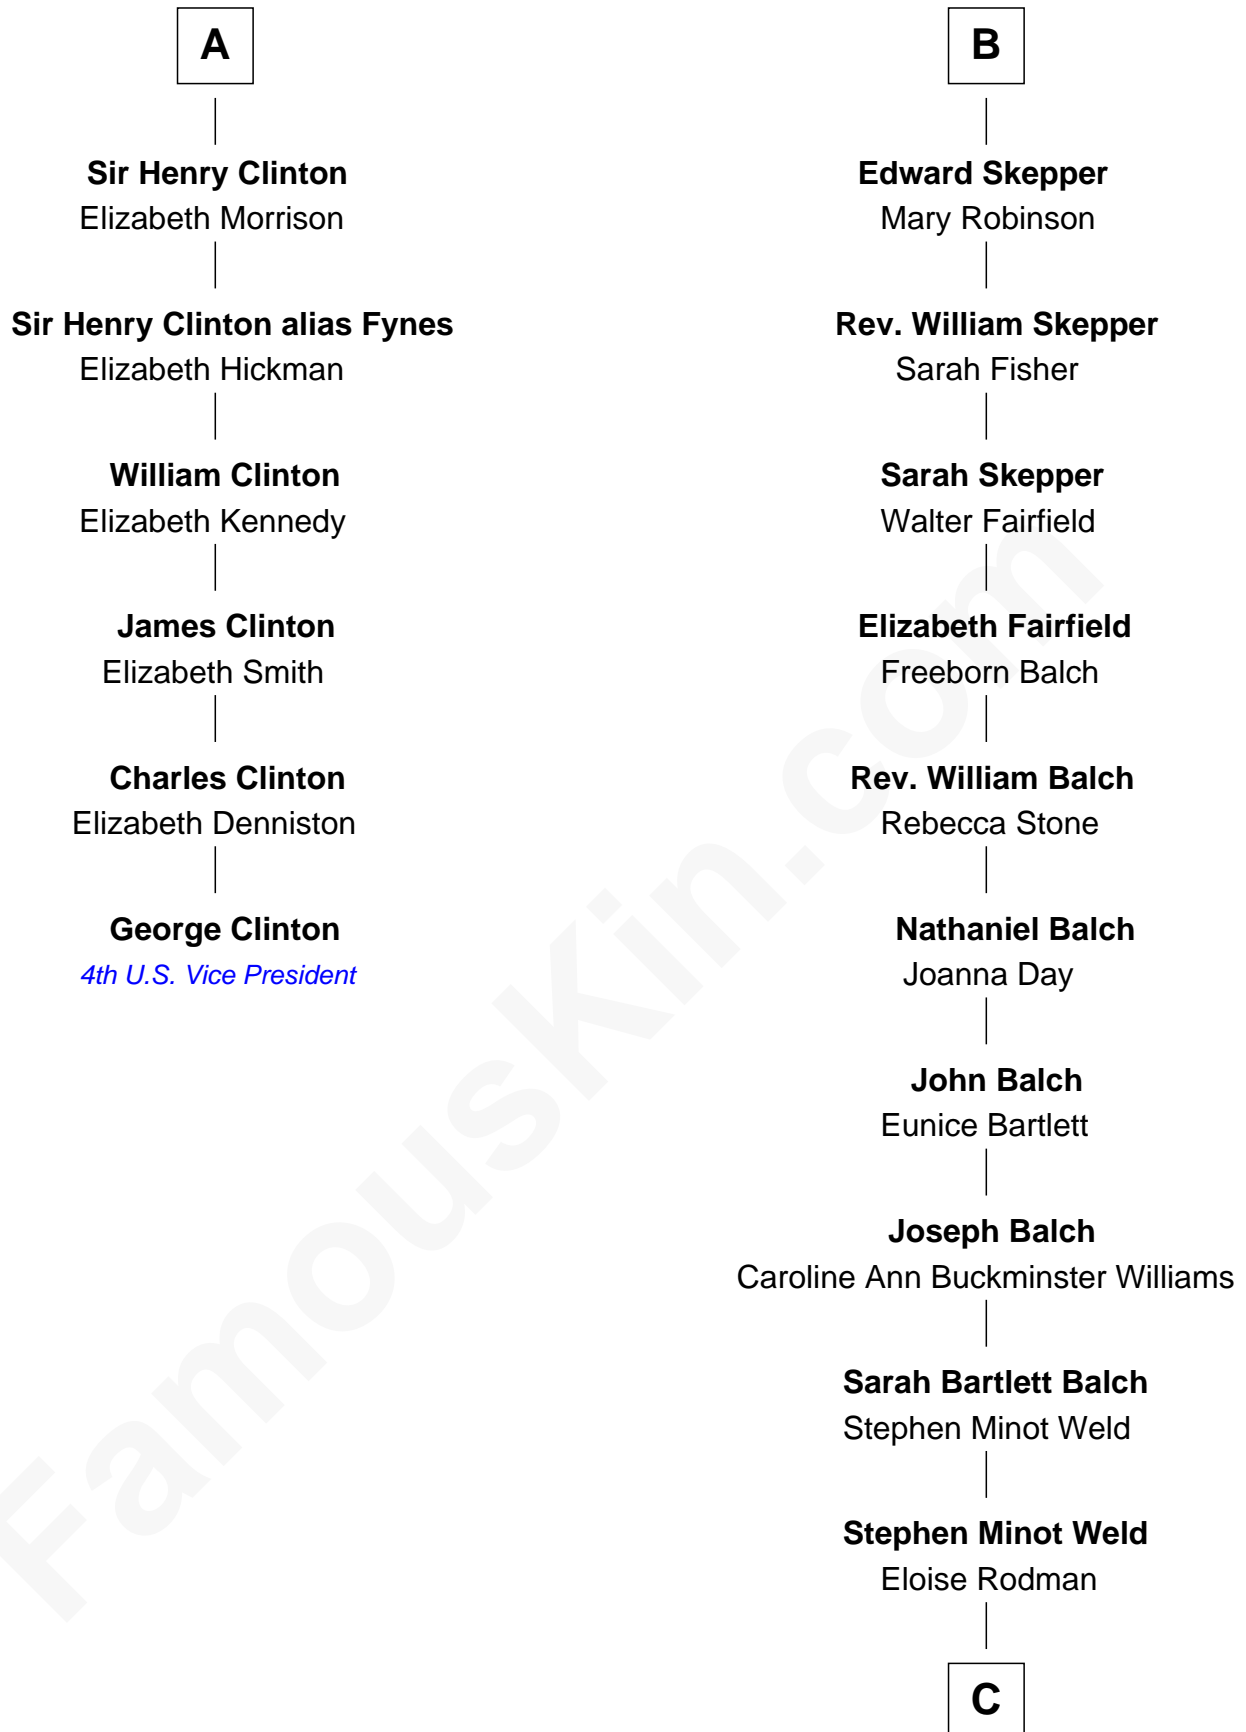 A
Sir Henry Clinton
Elizabeth Morrison
Sir Henry Clinton alias Fynes
Elizabeth Hickman
William Clinton
Elizabeth Kennedy
James Clinton
Elizabeth Smith
Charles Clinton
Elizabeth Denniston
George Clinton
4th U.S. Vice President
B
Edward Skepper
Mary Robinson
Rev. William Skepper
Sarah Fisher
Sarah Skepper
Walter Fairfield
Elizabeth Fairfield
Freeborn Balch
Rev. William Balch
Rebecca Stone
Nathaniel Balch
Joanna Day
John Balch
Eunice Bartlett
Joseph Balch
Caroline Ann Buckminster Williams
Sarah Bartlett Balch
Stephen Minot Weld
Stephen Minot Weld
Eloise Rodman
C
FamousKin.com